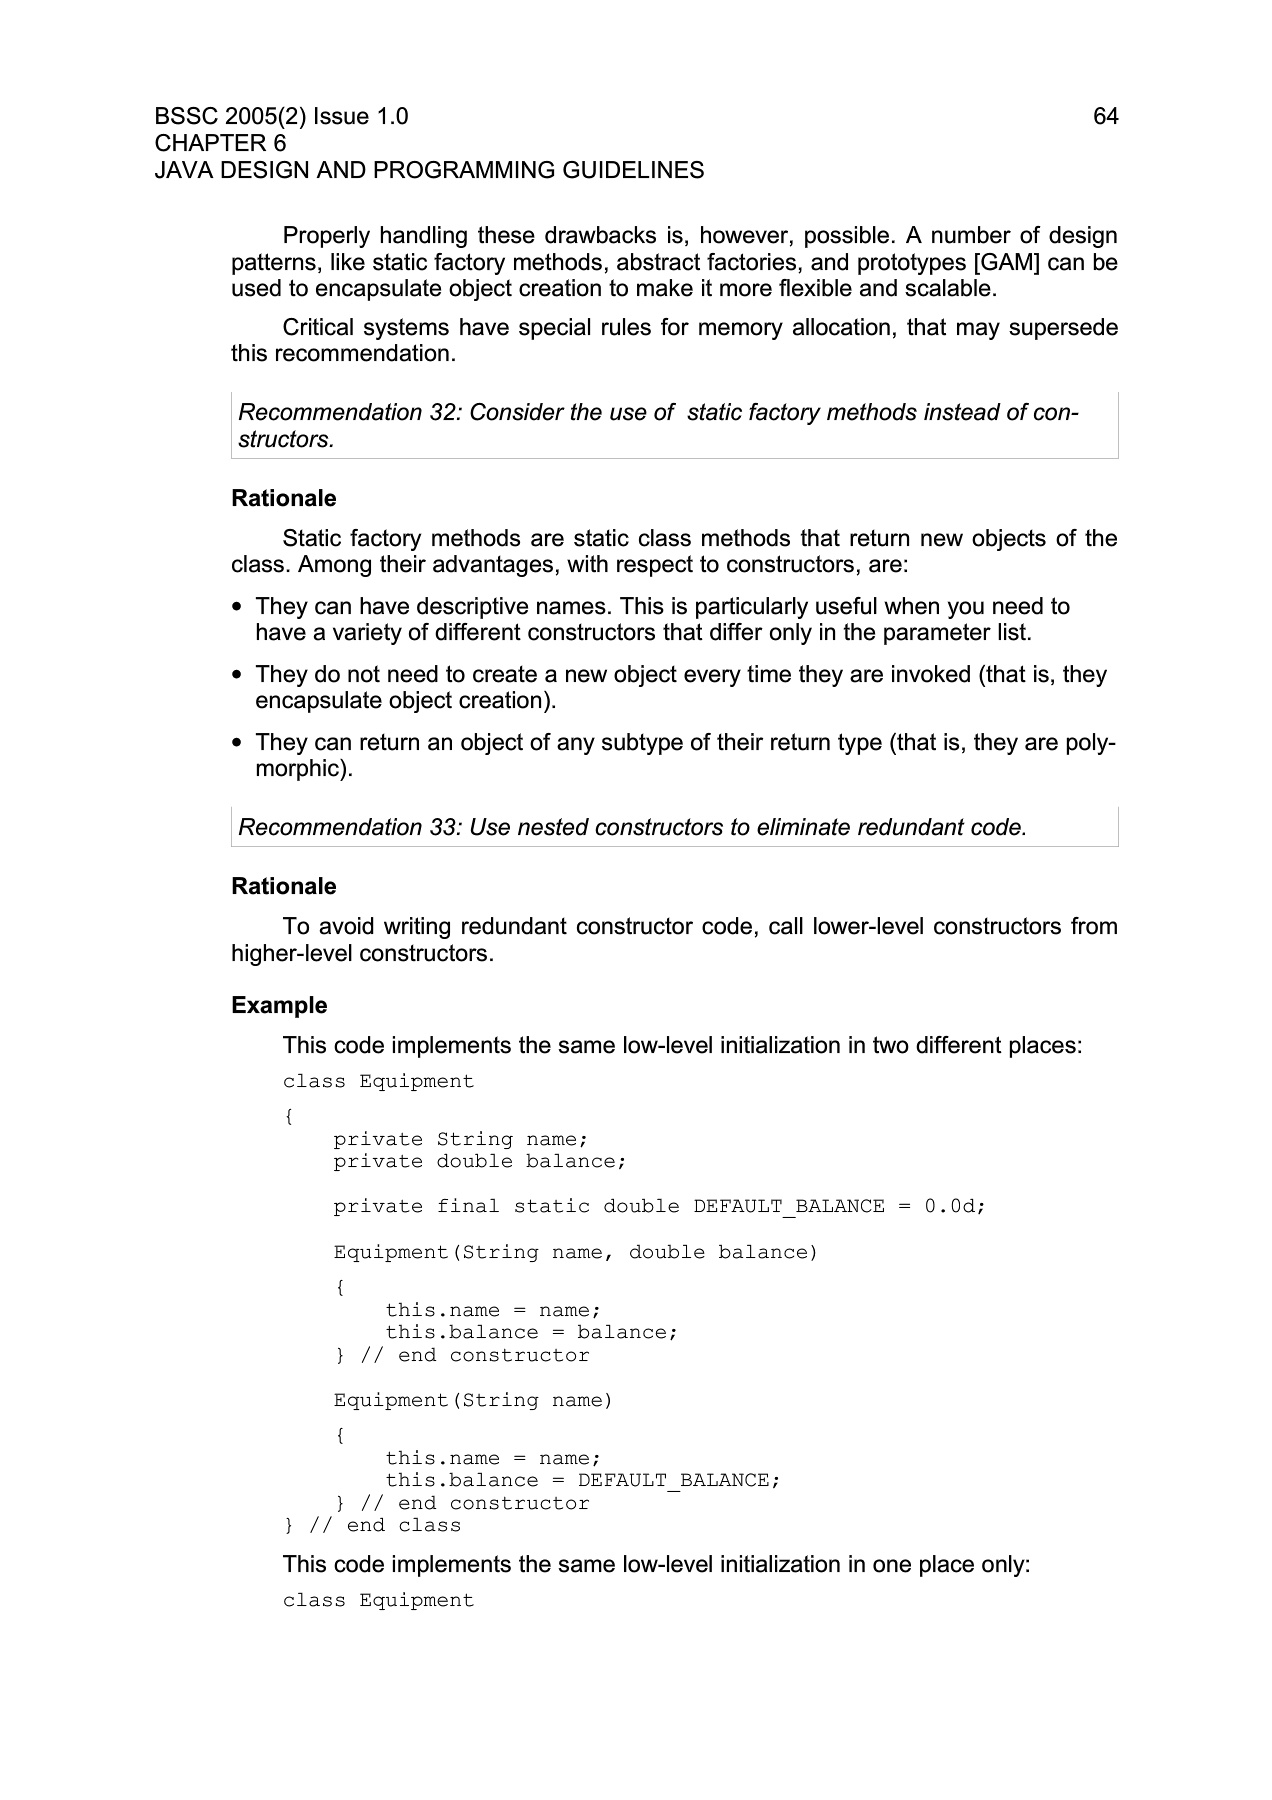 BSSC 2005(2) Issue 1.0 64
CHAPTER 6
JAVA DESIGN AND PROGRAMMING GUIDELINES
Properly handling these drawbacks is, however, possible. A number of design
patterns, like static factory methods, abstract factories, and prototypes [GAM] can be
used to encapsulate object creation to make it more flexible and scalable.
Critical systems have special rules for memory allocation, that may supersede
this recommendation.
Recommendation 32: Consider the use of  static factory methods instead of con-
structors.
Rationale
Static factory methods are static class methods that return new objects of the
class. Among their advantages, with respect to constructors, are:
• They can have descriptive names. This is particularly useful when you need to
have a variety of different constructors that differ only in the parameter list.
• They do not need to create a new object every time they are invoked (that is, they
encapsulate object creation).
• They can return an object of any subtype of their return type (that is, they are poly-
morphic).
Recommendation 33: Use nested constructors to eliminate redundant code.
Rationale
To avoid writing redundant constructor code, call lower-level constructors from
higher-level constructors.
Example
This code implements the same low-level initialization in two different places:
class Equipment
{
    private String name;
    private double balance;
    private final static double DEFAULT_BALANCE = 0.0d;
    Equipment(String name, double balance)
    {
        this.name = name;
        this.balance = balance;
    } // end constructor
    Equipment(String name)
    {
        this.name = name;
        this.balance = DEFAULT_BALANCE;
    } // end constructor
} // end class
This code implements the same low-level initialization in one place only:
class Equipment